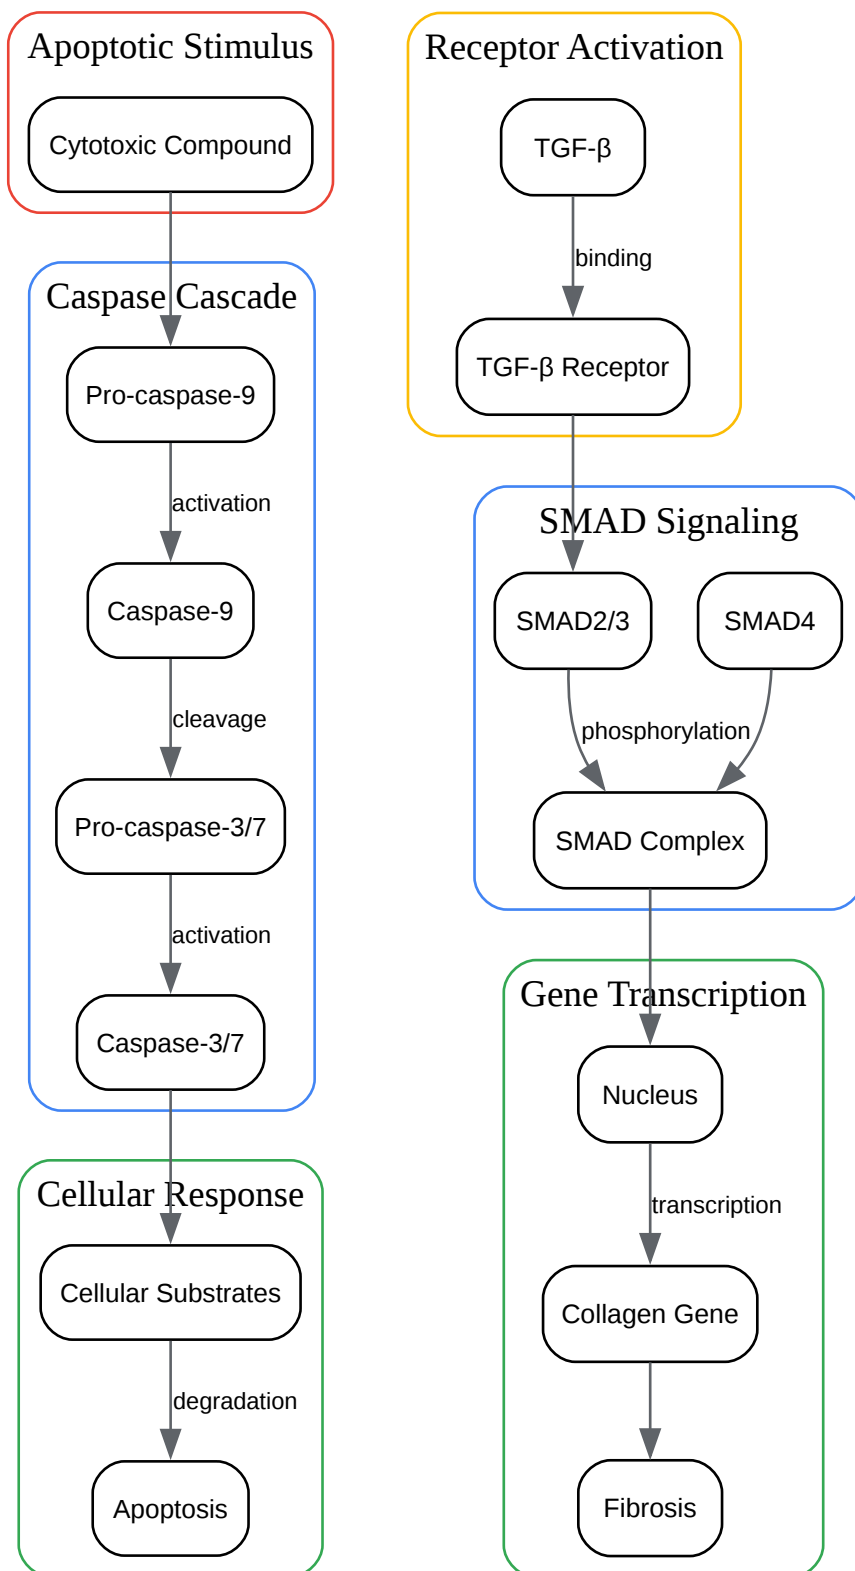 Apoptotic Stimulus
Cytotoxic Compound
Caspase Cascade
Pro-caspase-9
activation
Caspase-9
cleavage
Pro-caspase-3/7
activation
Caspase-3/7
Cellular Response
Cellular Substrates
degradation
Apoptosis
Receptor Activation
TGF-β
binding
TGF-β Receptor
SMAD Signaling
SMAD2/3
SMAD4
phosphorylation
SMAD Complex
Gene Transcription
Nucleus
transcription
Collagen Gene
Fibrosis